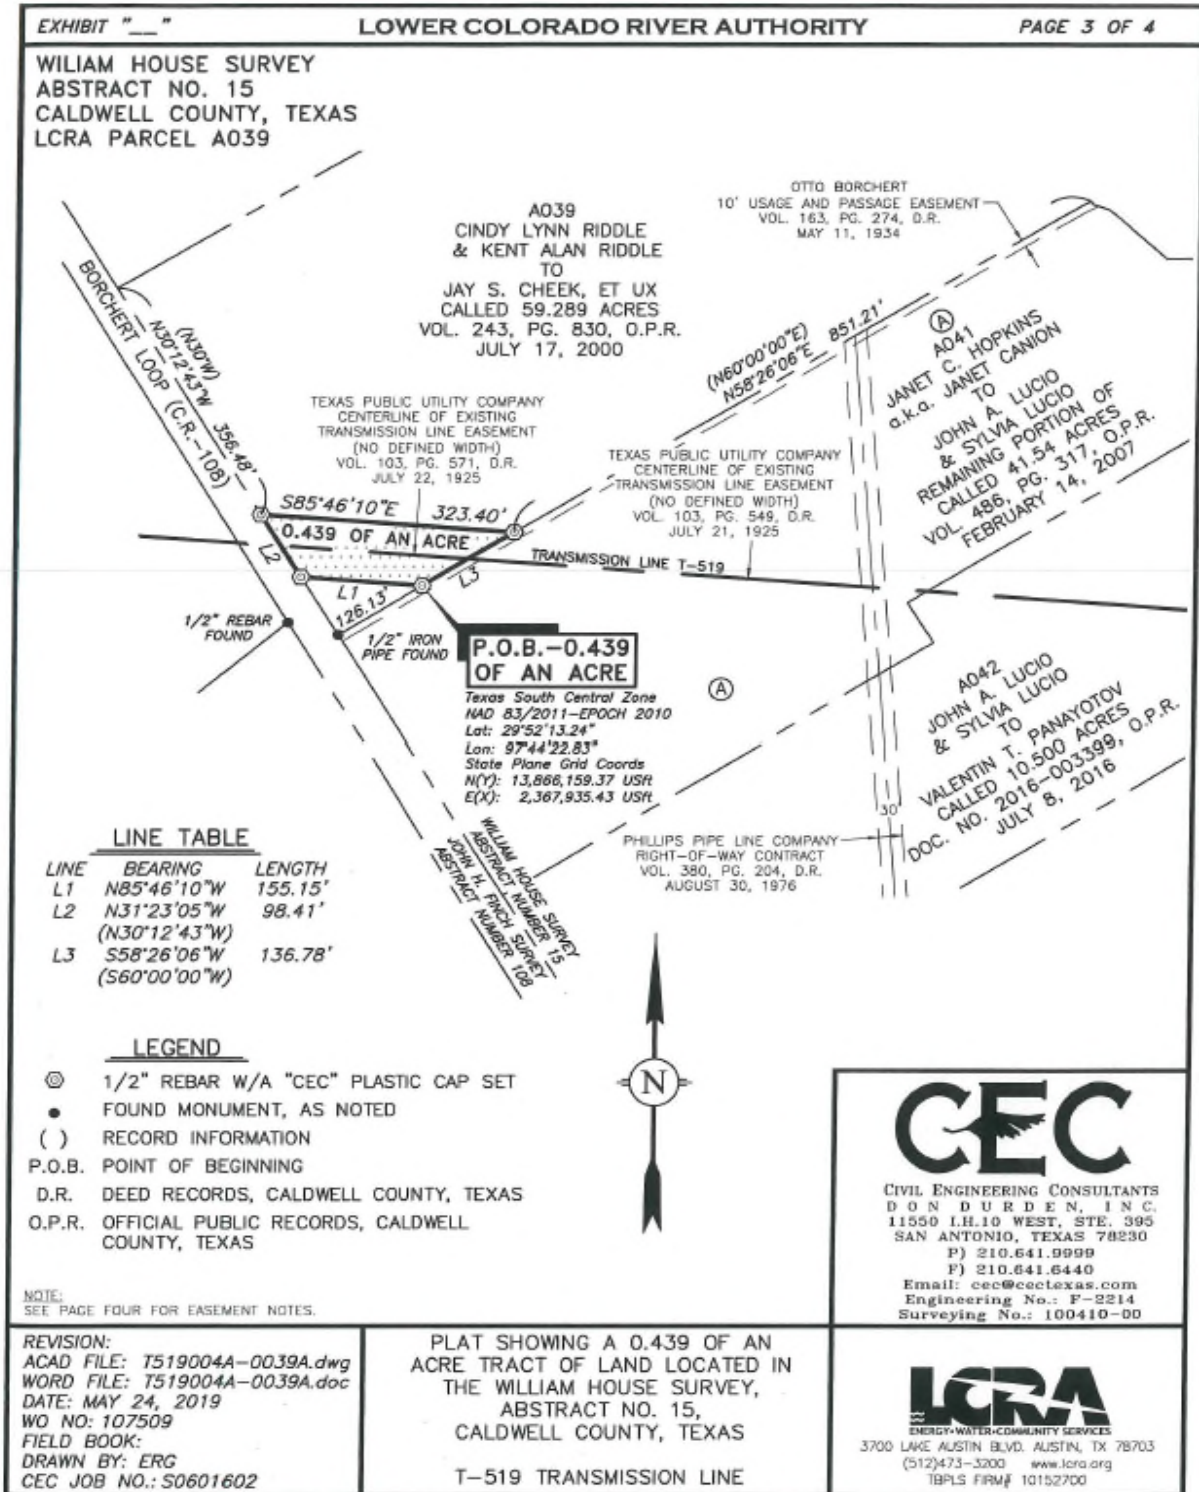 EXHIBIT "__"
LOWER COLORADO RIVER AUTHORITY
PAGE 3 OF 4
WILIAM HOUSE SURVEY
ABSTRACT NO. 15
CALDWELL COUNTY, TEXAS
LCRA PARCEL A039
OTTO BORCHERT
10' USAGE AND PASSAGE EASEMENT
VOL. 163, PG. 274, D.R.
MAY 11, 1934
A039
CINDY LYNN RIDDLE
& KENT ALAN RIDDLE
TO
JAY S. CHEEK, ET UX
CALLED 59.289 ACRES
VOL. 243, PG. 830, O.P.R.
JULY 17, 2000
BORCHERT LOOP (C.R.-108)
(N30°W)
N30°12'43"W 356.48'
(N60°00'00"E)
N58°26'06"E 851.21'
A
A041
JANET C. HOPKINS
a.k.a. JANET CANION
TO
JOHN A. LUCIO
& SYLVIA LUCIO
REMAINING PORTION OF
CALLED 41.54 ACRES
VOL. 486, PG. 317, O.P.R.
FEBRUARY 14, 2007
TEXAS PUBLIC UTILITY COMPANY
CENTERLINE OF EXISTING
TRANSMISSION LINE EASEMENT
(NO DEFINED WIDTH)
VOL. 103, PG. 571, D.R.
JULY 22, 1925
TEXAS PUBLIC UTILITY COMPANY
CENTERLINE OF EXISTING
TRANSMISSION LINE EASEMENT
(NO DEFINED WIDTH)
VOL. 103, PG. 549, D.R.
JULY 21, 1925
S85°46'10"E 323.40'
0.439 OF AN ACRE
L2
TRANSMISSION LINE T-519
L1
L3
126.13'
1/2" REBAR
FOUND
1/2" IRON
PIPE FOUND
P.O.B.-0.439
OF AN ACRE
Texas South Central Zone
NAD 83/2011-EPOCH 2010
Lat: 29°52'13.24"
Lon: 97°44'22.83"
State Plane Grid Coords
N(Y): 13,866,159.37 USft
E(X): 2,367,935.43 USft
A
A042
JOHN A. LUCIO
& SYLVIA LUCIO
TO
VALENTIN T. PANAYOTOV
CALLED 10.500 ACRES
DOC. NO. 2016-003399, O.P.R.
JULY 8, 2016
30'
PHILLIPS PIPE LINE COMPANY
RIGHT-OF-WAY CONTRACT
VOL. 380, PG. 204, D.R.
AUGUST 30, 1976
WILLIAM HOUSE SURVEY
ABSTRACT NUMBER 15
JOHN H. FINCH SURVEY
ABSTRACT NUMBER 108
LINE TABLE
LINE BEARING LENGTH
L1 N85°46'10"W 155.15'
L2 N31°23'05"W 98.41'
(N30°12'43"W)
L3 S58°26'06"W 136.78'
(S60°00'00"W)
LEGEND
1/2" REBAR W/A "CEC" PLASTIC CAP SET
FOUND MONUMENT, AS NOTED
( ) RECORD INFORMATION
P.O.B. POINT OF BEGINNING
D.R. DEED RECORDS, CALDWELL COUNTY, TEXAS
O.P.R. OFFICIAL PUBLIC RECORDS, CALDWELL
COUNTY, TEXAS
N
NOTE:
SEE PAGE FOUR FOR EASEMENT NOTES.
CEC
CIVIL ENGINEERING CONSULTANTS
DON DURDEN, INC.
11550 I.H.10 WEST, STE. 395
SAN ANTONIO, TEXAS 78230
P) 210.641.9999
F) 210.641.6440
Email: cec@cectexas.com
Engineering No.: F-2214
Surveying No.: 100410-00
REVISION:
ACAD FILE: T519004A-0039A.dwg
WORD FILE: T519004A-0039A.doc
DATE: MAY 24, 2019
WO NO: 107509
FIELD BOOK:
DRAWN BY: ERG
CEC JOB NO.: S0601602
PLAT SHOWING A 0.439 OF AN
ACRE TRACT OF LAND LOCATED IN
THE WILLIAM HOUSE SURVEY,
ABSTRACT NO. 15,
CALDWELL COUNTY, TEXAS
T-519 TRANSMISSION LINE
LCRA
ENERGY•WATER•COMMUNITY SERVICES
3700 LAKE AUSTIN BLVD. AUSTIN, TX 78703
(512)473-3200 www.lcra.org
TBPLS FIRM# 10152700